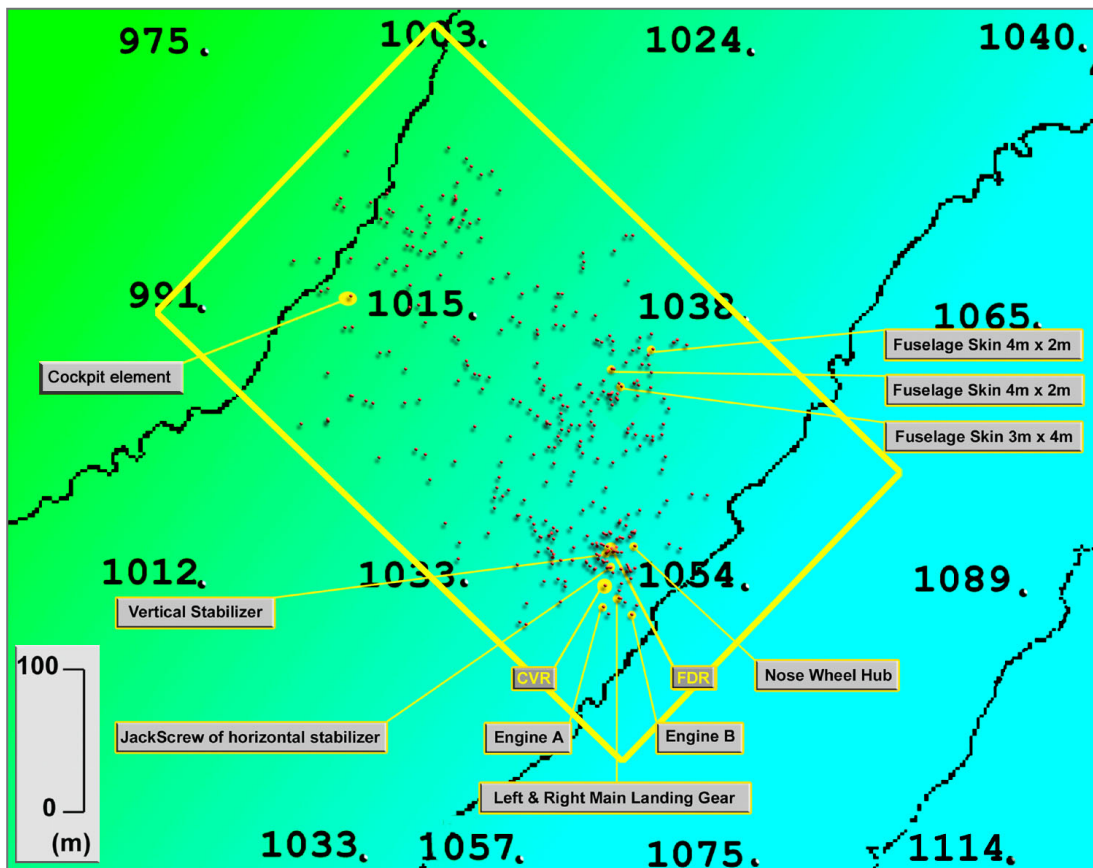 975
1003
1024
1040
991
1015
1038
1065
Cockpit element
Fuselage Skin 4m x 2m
Fuselage Skin 4m x 2m
Fuselage Skin 3m x 4m
1012
1033
1054
1089
Vertical Stabilizer
CVR
FDR
Nose Wheel Hub
JackScrew of horizontal stabilizer
Engine A
Engine B
Left & Right Main Landing Gear
100
0
(m)
1033
1057
1075
1114